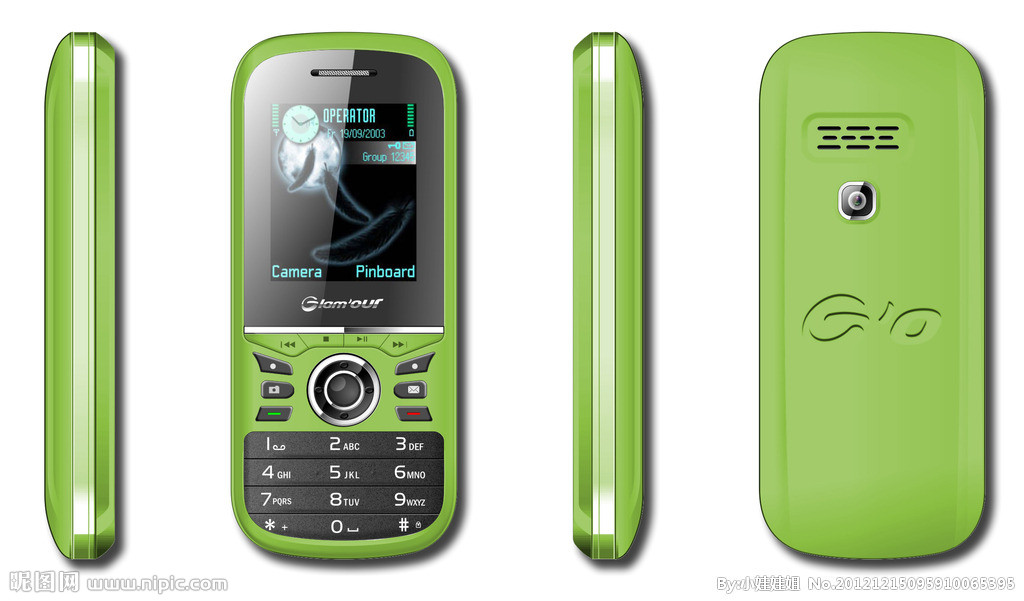 OPERATOR
Fr 19/09/2003
Group 1234
Camera Pinboard
Glam'our
1 2 ABC 3 DEF
4 GHI 5 JKL 6 MNO
7 PQRS 8 TUV 9 WXYZ
* + 0 #
G'o
昵图网 www.nipic.com
By:小娃娃姐 No.20121215095910065395